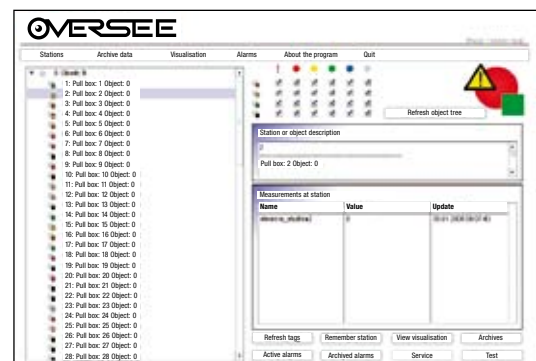 OVERSEE
Stations Archive data Visualisation Alarms About the program Quit
1: Pull box: 1 Object: 0
2: Pull box: 2 Object: 0
3: Pull box: 3 Object: 0
4: Pull box: 4 Object: 0
5: Pull box: 5 Object: 0
6: Pull box: 6 Object: 0
7: Pull box: 7 Object: 0
8: Pull box: 8 Object: 0
9: Pull box: 9 Object: 0
10: Pull box: 10 Object: 0
11: Pull box: 11 Object: 0
12: Pull box: 12 Object: 0
13: Pull box: 13 Object: 0
14: Pull box: 14 Object: 0
15: Pull box: 15 Object: 0
16: Pull box: 16 Object: 0
17: Pull box: 17 Object: 0
18: Pull box: 18 Object: 0
19: Pull box: 19 Object: 0
20: Pull box: 20 Object: 0
21: Pull box: 21 Object: 0
22: Pull box: 22 Object: 0
23: Pull box: 23 Object: 0
24: Pull box: 24 Object: 0
25: Pull box: 25 Object: 0
26: Pull box: 26 Object: 0
27: Pull box: 27 Object: 0
28: Pull box: 28 Object: 0
Refresh object tree
Station or object description
2
Pull box: 2 Object: 0
Measurements at station
Name Value Update
0
Refresh tags Remember station View visualisation Archives
Active alarms Archived alarms Service Test